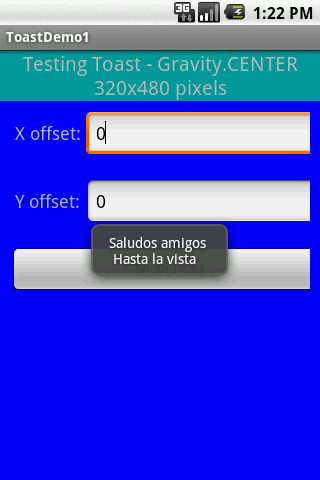 3G 1:22 PM
ToastDemo1
Testing Toast - Gravity.CENTER
320x480 pixels
X offset: 0
Y offset: 0
Saludos amigos
Hasta la vista